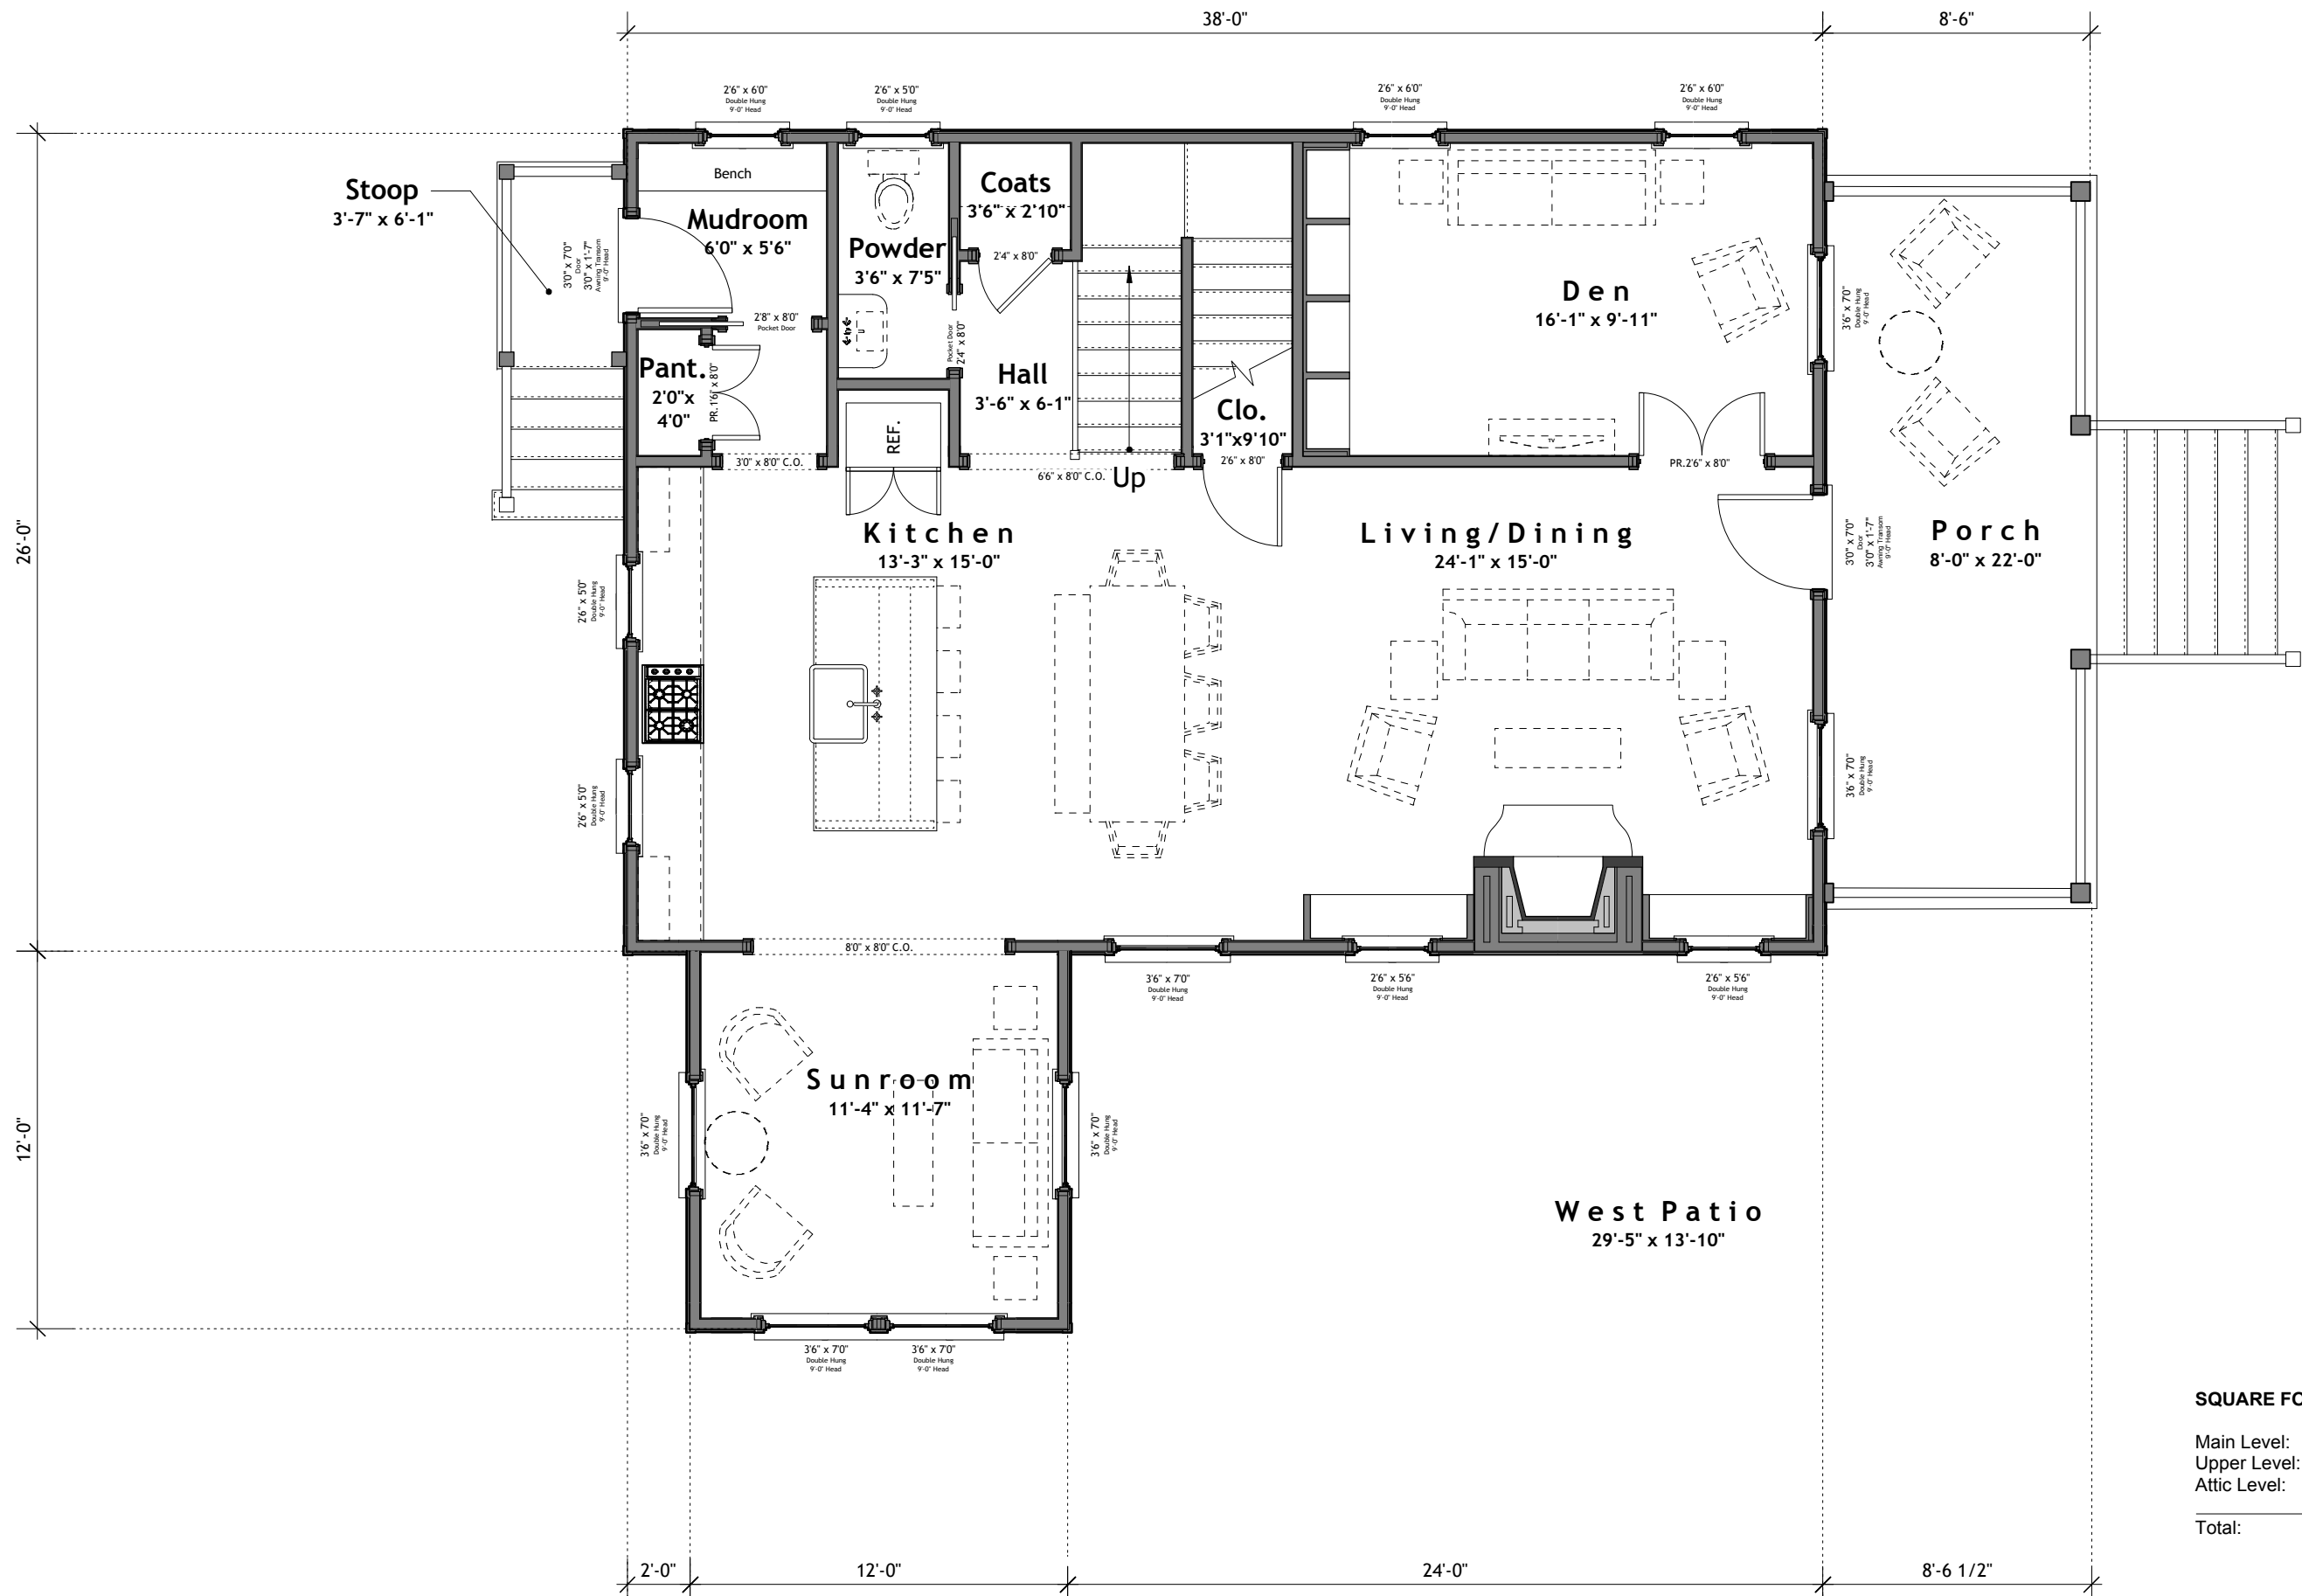 38'-0"
8'-6"
2'6" x 6'0"
Double Hung
9'-0" Head
2'6" x 5'0"
Double Hung
9'-0" Head
2'6" x 6'0"
Double Hung
9'-0" Head
2'6" x 6'0"
Double Hung
9'-0" Head
Stoop
3'-7" x 6'-1"
Bench
Mudroom
6'0" x 5'6"
3'0" x 7'0"
Door
3'0" x 1'-7"
Awning Transom
9'-0" Head
2'8" x 8'0"
Pocket Door
Powder
3'6" x 7'5"
Pocket Door
2'4" x 8'0"
Coats
3'6" x 2'10"
2'4" x 8'0"
Hall
3'-6" x 6-1"
Pant.
2'0"x
4'0"
PR.1'6" x 8'0"
REF.
3'0" x 8'0" C.O.
6'6" x 8'0" C.O.
Up
Clo.
3'1"x9'10"
2'6" x 8'0"
Den
16'-1" x 9'-11"
TV
PR.2'6" x 8'0"
3'6" x 7'0"
Double Hung
9'-0" Head
26'-0"
Kitchen
13'-3" x 15'-0"
Living/Dining
24'-1" x 15'-0"
3'0" x 7'0"
Door
3'0" x 1'-7"
Awning Transom
9'-0" Head
Porch
8'-0" x 22'-0"
2'6" x 5'0"
Double Hung
9'-0" Head
2'6" x 5'0"
Double Hung
9'-0" Head
3'6" x 7'0"
Double Hung
9'-0" Head
8'0" x 8'0" C.O.
3'6" x 7'0"
Double Hung
9'-0" Head
2'6" x 5'6"
Double Hung
9'-0" Head
2'6" x 5'6"
Double Hung
9'-0" Head
12'-0"
Sunroom
11'-4" x 11'-7"
3'6" x 7'0"
Double Hung
9'-0" Head
3'6" x 7'0"
Double Hung
9'-0" Head
West Patio
29'-5" x 13'-10"
3'6" x 7'0"
Double Hung
9'-0" Head
3'6" x 7'0"
Double Hung
9'-0" Head
SQUARE FO
Main Level:
Upper Level:
Attic Level:
Total:
2'-0"
12'-0"
24'-0"
8'-6 1/2"